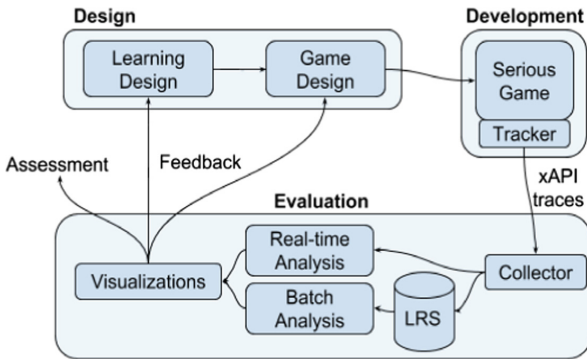 Design
Development
Learning
Design
Game
Design
Serious
Game
Tracker
Assessment
Feedback
xAPI
traces
Evaluation
Real-time
Analysis
Visualizations
Collector
Batch
Analysis
LRS